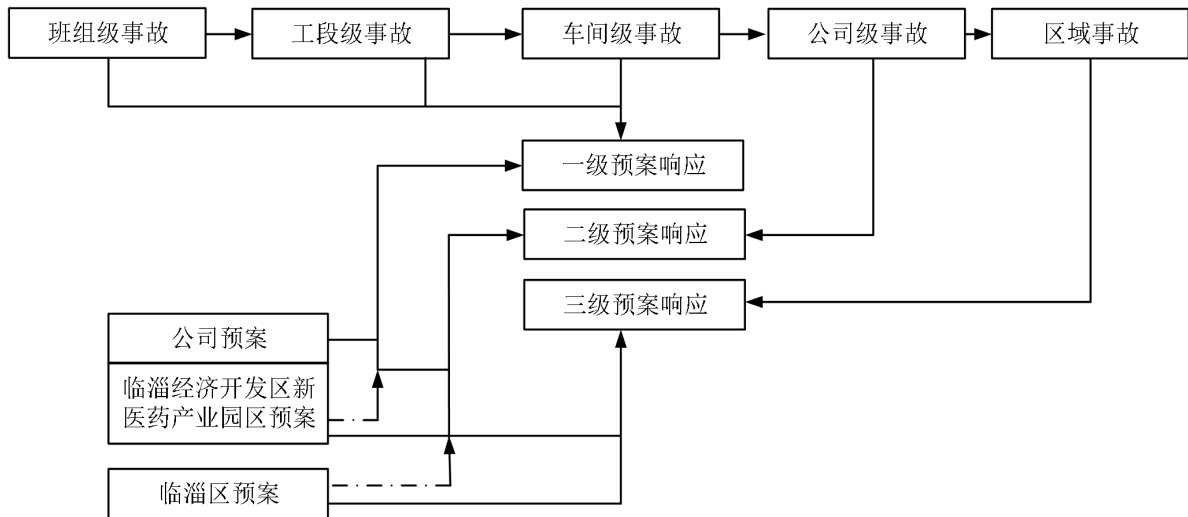 班组级事故
工段级事故
车间级事故
公司级事故
区域事故
一级预案响应
二级预案响应
三级预案响应
公司预案
临淄经济开发区新
医药产业园区预案
临淄区预案